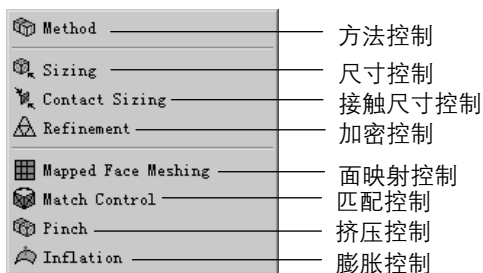 Method 方法控制
Sizing 尺寸控制
Contact Sizing 接触尺寸控制
Refinement 加密控制
Mapped Face Meshing 面映射控制
Match Control 匹配控制
Pinch 挤压控制
Inflation 膨胀控制